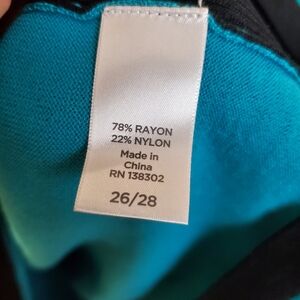 78% RAYON
22% NYLON
Made in
China
RN 138302
26/28